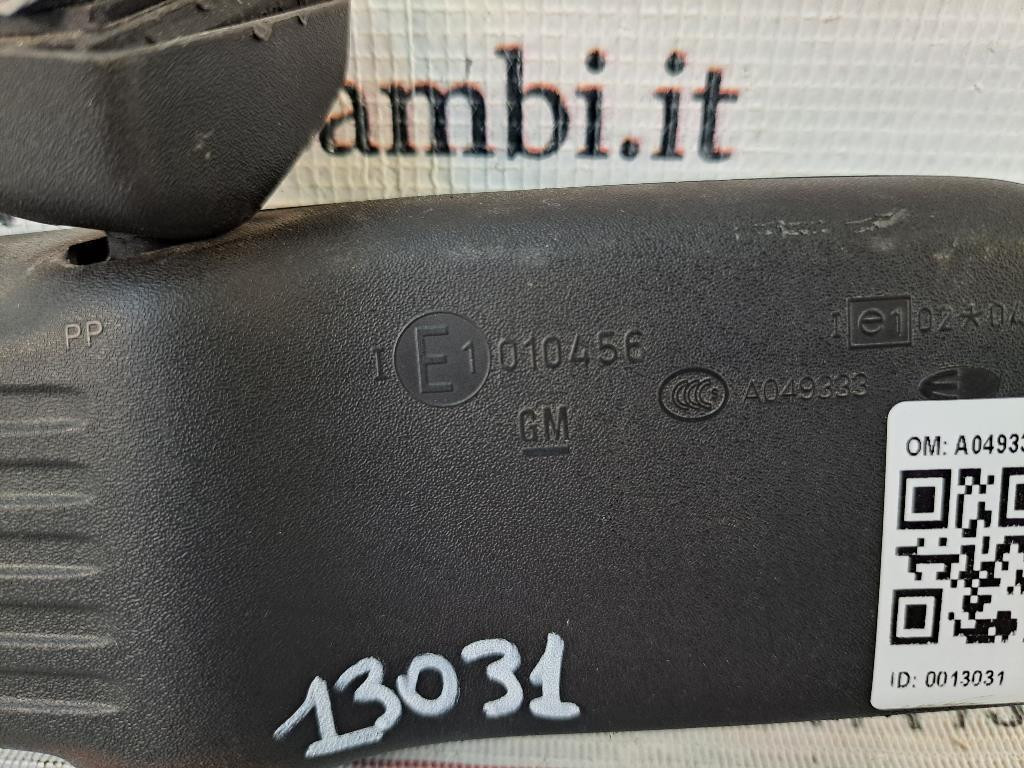 ambi.it
PP
I E1 010456
I e1 02*04
A049333
GM
OM: A04933
ID: 0013031
13031